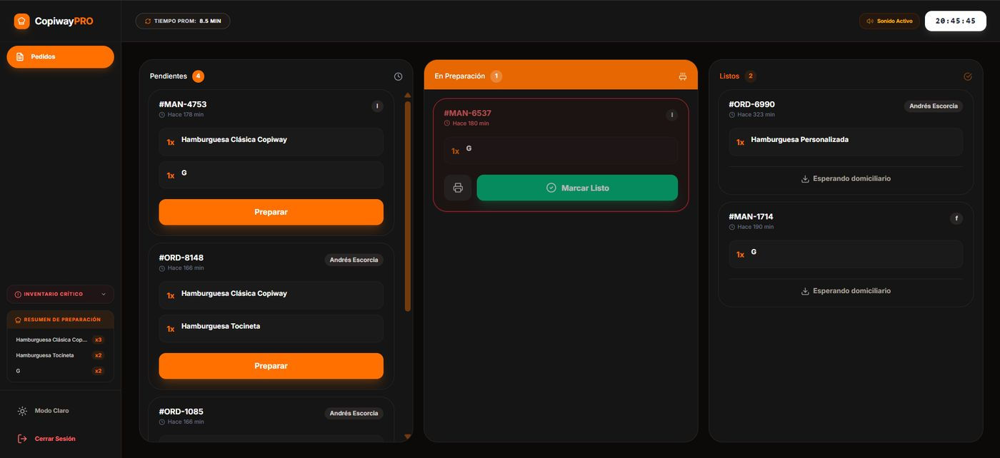 CopiwayPRO
TIEMPO PROM: 8.5 MIN
Sonido Activo
20:45:45
Pedidos
INVENTARIO CRÍTICO
RESUMEN DE PREPARACIÓN
Hamburguesa Clásica Cop... x3
Hamburguesa Tocineta x2
G x2
Modo Claro
Cerrar Sesión
Pendientes 4
#MAN-4753 I
Hace 178 min
1x Hamburguesa Clásica Copiway
1x G
Preparar
#ORD-8148 Andrés Escorcia
Hace 166 min
1x Hamburguesa Clásica Copiway
1x Hamburguesa Tocineta
Preparar
#ORD-1085 Andrés Escorcia
Hace 166 min
En Preparación 1
#MAN-6537 I
Hace 180 min
1x G
Marcar Listo
Listos 2
#ORD-6990 Andrés Escorcia
Hace 323 min
1x Hamburguesa Personalizada
Esperando domiciliario
#MAN-1714 f
Hace 190 min
1x G
Esperando domiciliario